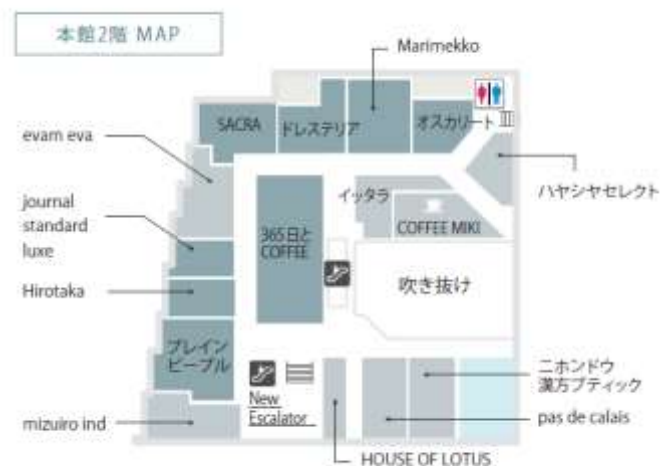 本館2階 MAP
Marimekko
SACRA
ドレステリア
オスカリート
evam eva
ハヤシヤセレクト
イッタラ
journal
standard
luxe
365日と
COFFEE
COFFEE MIKI
Hirotaka
吹き抜け
プレイン
ピープル
ニホンドウ
漢方ブティック
New
Escalator
pas de calais
mizuiro ind
HOUSE OF LOTUS